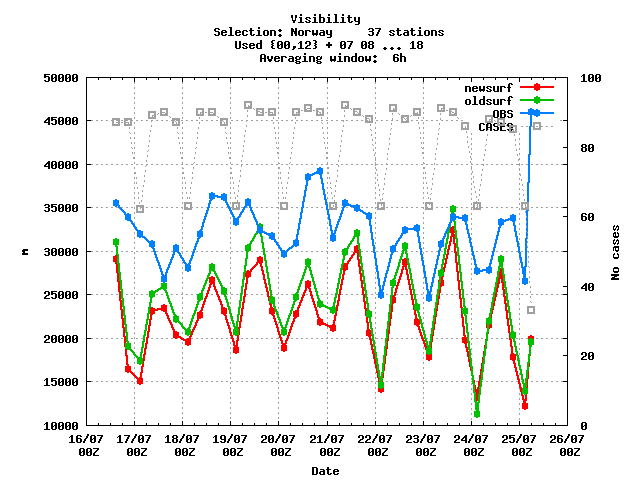 Visibility
Selection: Norway     37 stations
Used {00,12} + 07 08 ... 18
Averaging window:  6h
50000
45000
40000
35000
30000
25000
20000
15000
10000
m
100
80
60
40
20
0
No cases
newsurf
oldsurf
OBS
CASES
16/07 17/07 18/07 19/07 20/07 21/07 22/07 23/07 24/07 25/07 26/07
00Z 00Z 00Z 00Z 00Z 00Z 00Z 00Z 00Z 00Z 00Z
Date